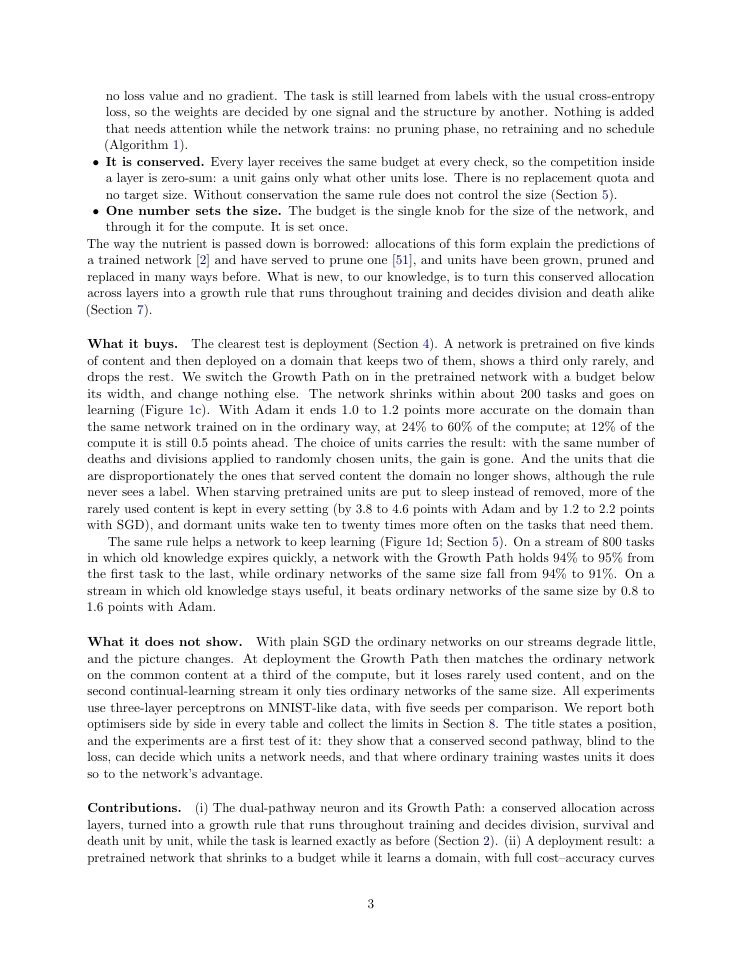 no loss value and no gradient. The task is still learned from labels with the usual cross-entropy
loss, so the weights are decided by one signal and the structure by another. Nothing is added
that needs attention while the network trains: no pruning phase, no retraining and no schedule
(Algorithm 1).
• It is conserved. Every layer receives the same budget at every check, so the competition inside
a layer is zero-sum: a unit gains only what other units lose. There is no replacement quota and
no target size. Without conservation the same rule does not control the size (Section 5).
• One number sets the size. The budget is the single knob for the size of the network, and
through it for the compute. It is set once.
The way the nutrient is passed down is borrowed: allocations of this form explain the predictions of
a trained network [2] and have served to prune one [51], and units have been grown, pruned and
replaced in many ways before. What is new, to our knowledge, is to turn this conserved allocation
across layers into a growth rule that runs throughout training and decides division and death alike
(Section 7).
What it buys. The clearest test is deployment (Section 4). A network is pretrained on five kinds
of content and then deployed on a domain that keeps two of them, shows a third only rarely, and
drops the rest. We switch the Growth Path on in the pretrained network with a budget below
its width, and change nothing else. The network shrinks within about 200 tasks and goes on
learning (Figure 1c). With Adam it ends 1.0 to 1.2 points more accurate on the domain than
the same network trained on in the ordinary way, at 24% to 60% of the compute; at 12% of the
compute it is still 0.5 points ahead. The choice of units carries the result: with the same number of
deaths and divisions applied to randomly chosen units, the gain is gone. And the units that die
are disproportionately the ones that served content the domain no longer shows, although the rule
never sees a label. When starving pretrained units are put to sleep instead of removed, more of the
rarely used content is kept in every setting (by 3.8 to 4.6 points with Adam and by 1.2 to 2.2 points
with SGD), and dormant units wake ten to twenty times more often on the tasks that need them.
The same rule helps a network to keep learning (Figure 1d; Section 5). On a stream of 800 tasks
in which old knowledge expires quickly, a network with the Growth Path holds 94% to 95% from
the first task to the last, while ordinary networks of the same size fall from 94% to 91%. On a
stream in which old knowledge stays useful, it beats ordinary networks of the same size by 0.8 to
1.6 points with Adam.
What it does not show. With plain SGD the ordinary networks on our streams degrade little,
and the picture changes. At deployment the Growth Path then matches the ordinary network
on the common content at a third of the compute, but it loses rarely used content, and on the
second continual-learning stream it only ties ordinary networks of the same size. All experiments
use three-layer perceptrons on MNIST-like data, with five seeds per comparison. We report both
optimisers side by side in every table and collect the limits in Section 8. The title states a position,
and the experiments are a first test of it: they show that a conserved second pathway, blind to the
loss, can decide which units a network needs, and that where ordinary training wastes units it does
so to the network's advantage.
Contributions. (i) The dual-pathway neuron and its Growth Path: a conserved allocation across
layers, turned into a growth rule that runs throughout training and decides division, survival and
death unit by unit, while the task is learned exactly as before (Section 2). (ii) A deployment result: a
pretrained network that shrinks to a budget while it learns a domain, with full cost–accuracy curves
3